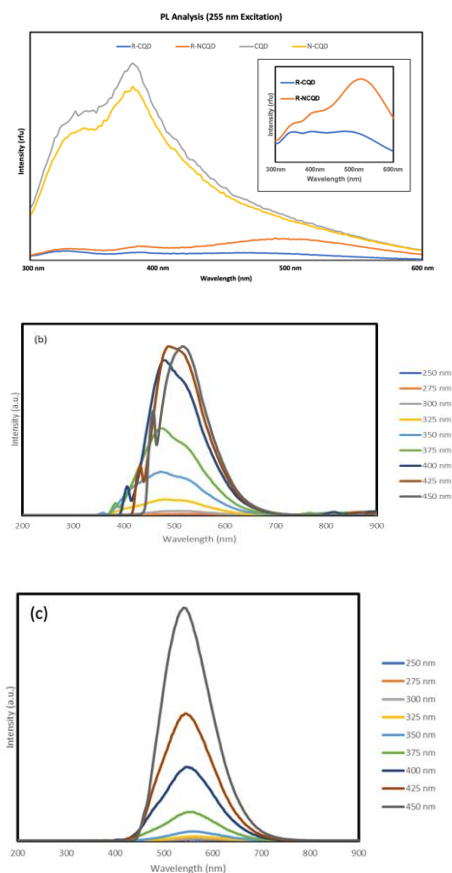 PL Analysis (255 nm Excitation)
R-CQD R-NCQD CQD N-CQD
Intensity (rfu)
R-CQD
R-NCQD
Intensity (rfu)
300nm 400nm 500nm 600nm
Wavelength (nm)
300 nm 400 nm 500 nm 600 nm
Wavelength (nm)
(b)
Intensity (a.u.)
250 nm
275 nm
300 nm
325 nm
350 nm
375 nm
400 nm
425 nm
450 nm
200 300 400 500 600 700 800 900
Wavelength (nm)
(c)
Intensity (a.u.)
250 nm
275 nm
300 nm
325 nm
350 nm
375 nm
400 nm
425 nm
450 nm
200 300 400 500 600 700 800 900
Wavelength (nm)